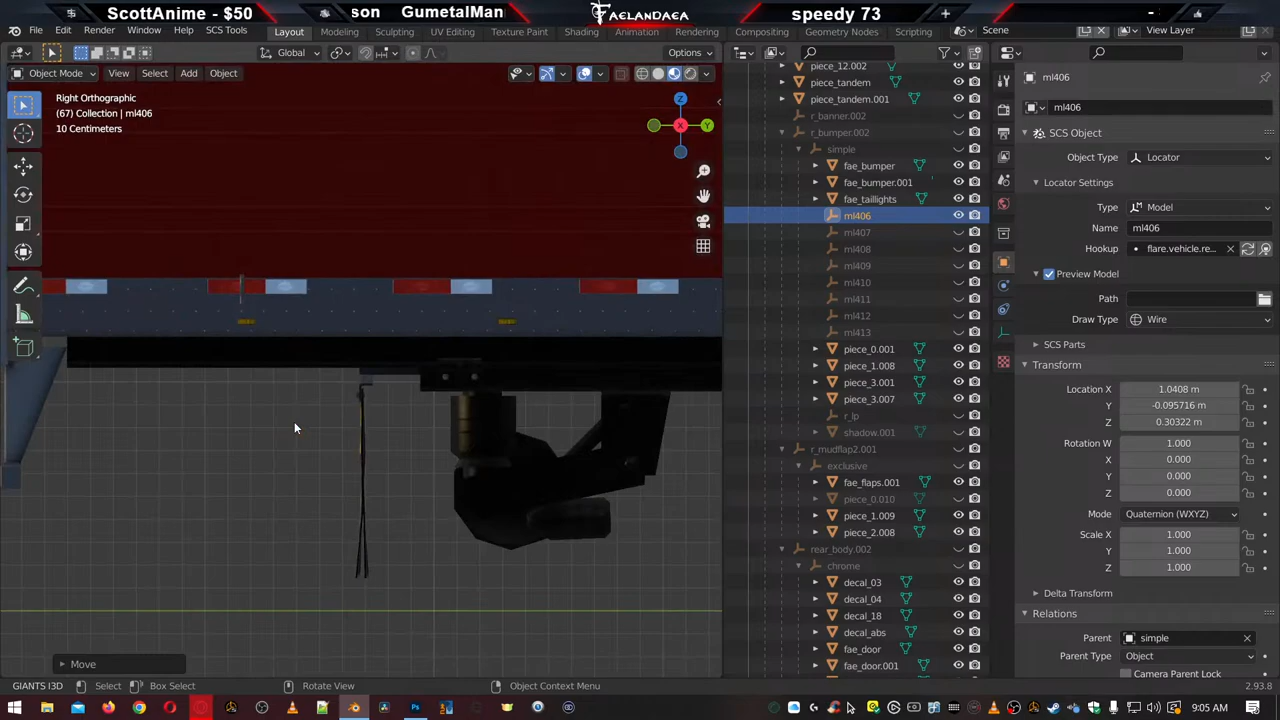 ScottAnime - $50
son GumetalMan
FAELANDAEA
speedy 73
File Edit Render Window Help SCS Tools
Layout Modeling Sculpting UV Editing Texture Paint Shading Animation Rendering Compositing Geometry Nodes Scripting
Scene
View Layer
Global
Options
Object Mode View Select Add Object
Right Orthographic
(67) Collection | ml406
10 Centimeters
Z
X
Y
Move
piece_12.002
piece_tandem
piece_tandem.001
r_banner.002
r_bumper.002
simple
fae_bumper
fae_bumper.001
fae_taillights
ml406
ml407
ml408
ml409
ml410
ml411
ml412
ml413
piece_0.001
piece_1.008
piece_3.001
piece_3.007
r_lp
shadow.001
r_mudflap2.001
exclusive
fae_flaps.001
piece_0.010
piece_1.009
piece_2.008
rear_body.002
chrome
decal_03
decal_04
decal_18
decal_abs
fae_door
fae_door.001
ml406
ml406
SCS Object
Object Type Locator
Locator Settings
Type Model
Name ml406
Hookup flare.vehicle.re...
Preview Model
Path
Draw Type Wire
SCS Parts
Transform
Location X 1.0408 m
Y -0.095716 m
Z 0.30322 m
Rotation W 1.000
X 0.000
Y 0.000
Z 0.000
Mode Quaternion (WXYZ)
Scale X 1.000
Y 1.000
Z 1.000
Delta Transform
Relations
Parent simple
Parent Type Object
Camera Parent Lock
GIANTS I3D Select Box Select Rotate View Object Context Menu
2.93.8
9:05 AM